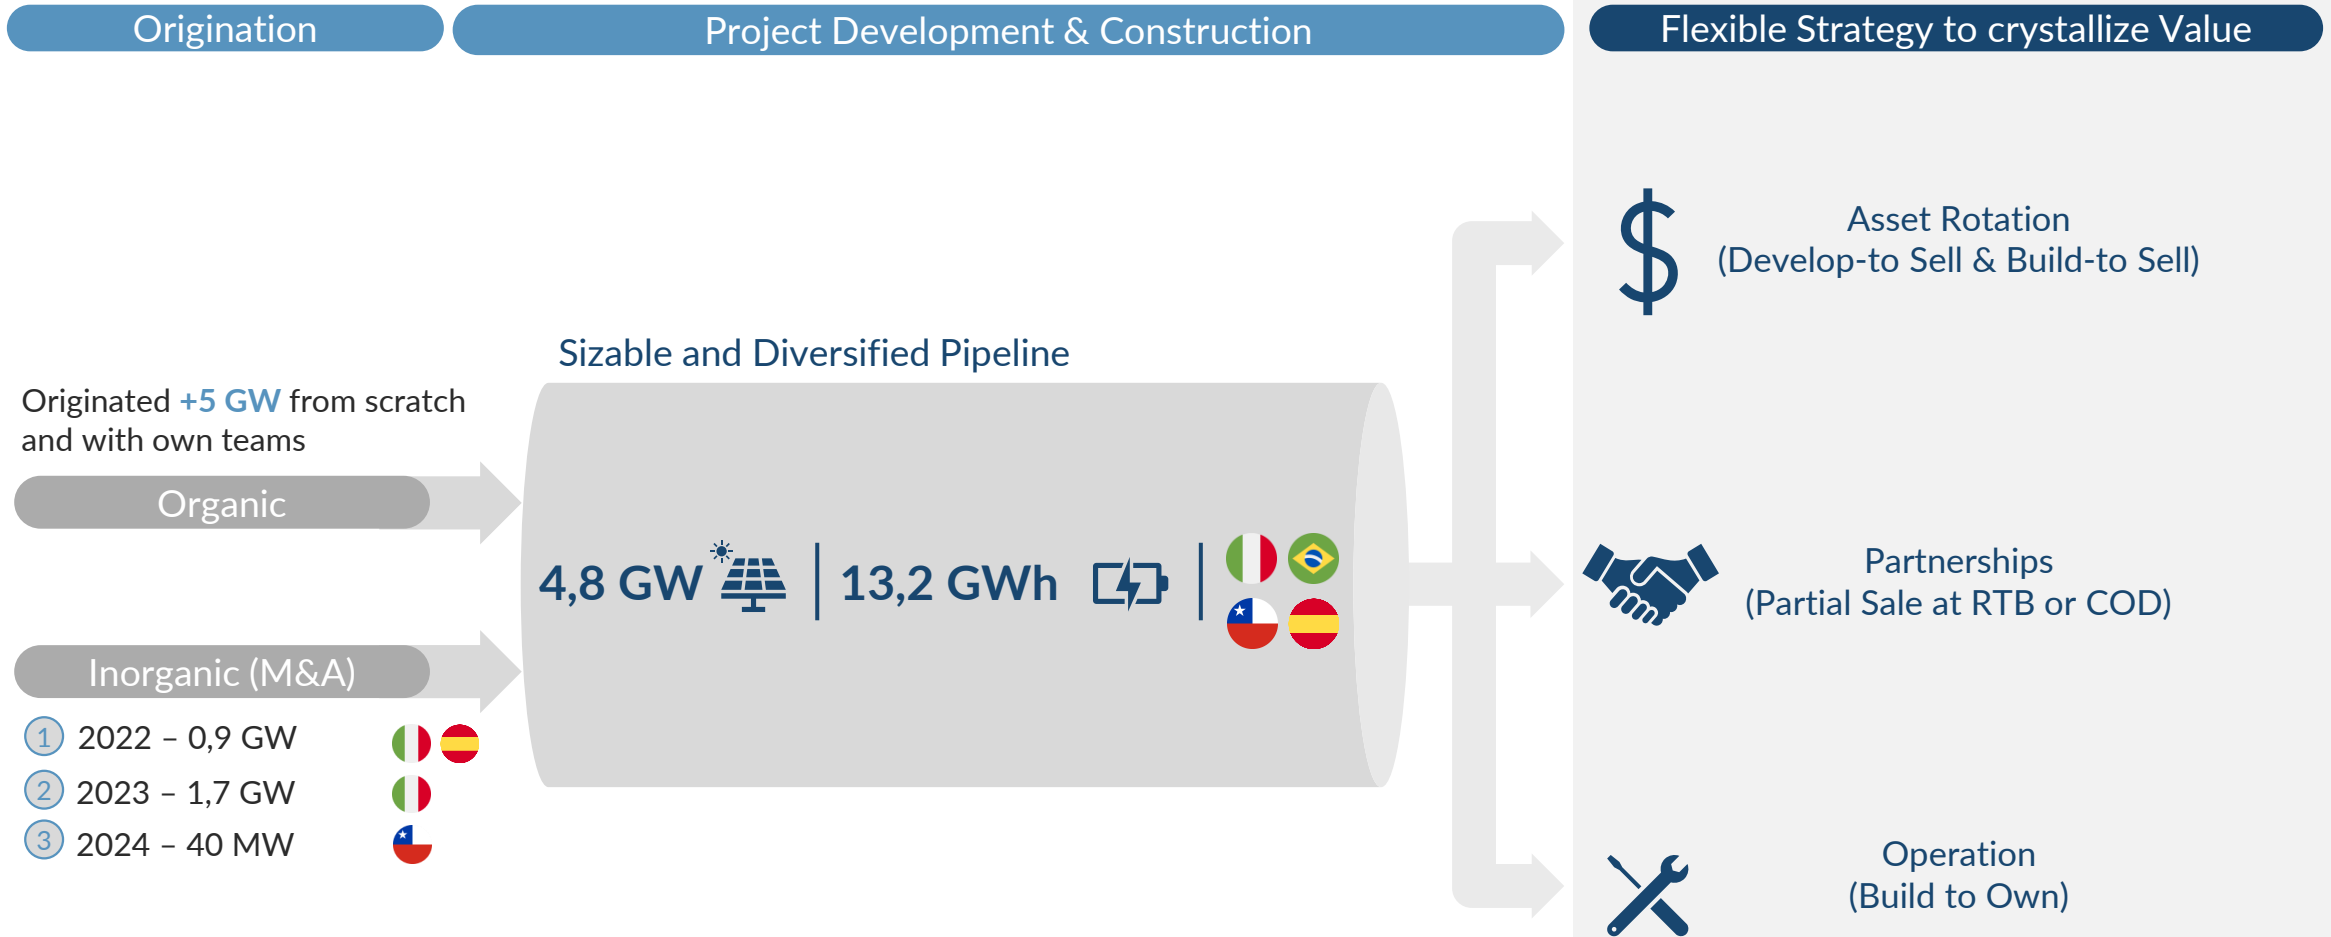 Origination
Project Development & Construction
Flexible Strategy to crystallize Value
Originated +5 GW from scratch
and with own teams
Organic
Inorganic (M&A)
1 2022 – 0,9 GW
2 2023 – 1,7 GW
3 2024 – 40 MW
Sizable and Diversified Pipeline
4,8 GW
13,2 GWh
Asset Rotation
(Develop-to Sell & Build-to Sell)
Partnerships
(Partial Sale at RTB or COD)
Operation
(Build to Own)